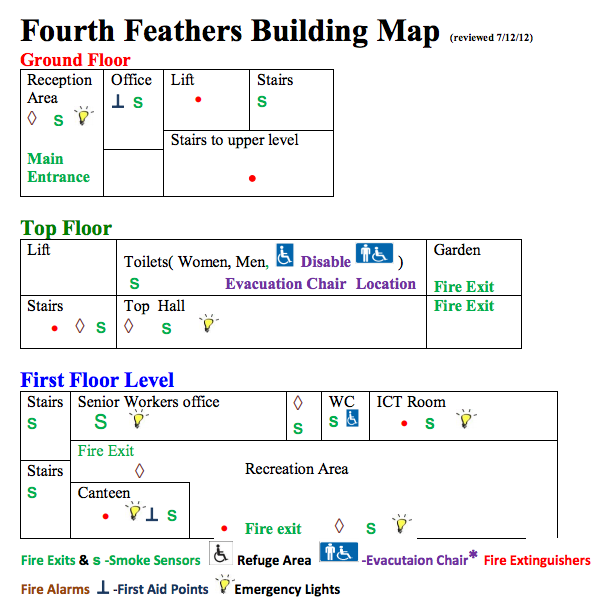 Fourth Feathers Building Map (reviewed 7/12/12)
Ground Floor
Reception Area
S
Main Entrance
Office
S
Lift
Stairs
S
Stairs to upper level
Top Floor
Lift
Toilets( Women, Men, Disable )
S
Evacuation Chair Location
Garden
Fire Exit
Stairs
S
Top Hall
S
Fire Exit
First Floor Level
Stairs
S
Senior Workers office
S
S
WC
S
ICT Room
S
Stairs
S
Fire Exit
Recreation Area
Canteen
S
Fire exit
S
Fire Exits & s -Smoke Sensors Refuge Area -Evacutaion Chair* Fire Extinguishers
Fire Alarms -First Aid Points Emergency Lights